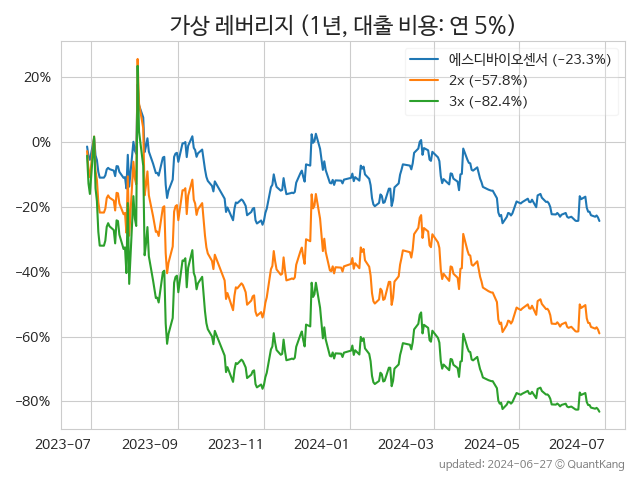 가상 레버리지 (1년, 대출 비용: 연 5%)
에스디바이오센서 (−23.3%)
2x (−57.8%)
3x (−82.4%)
20%
0%
−20%
−40%
−60%
−80%
2023-07 2023-09 2023-11 2024-01 2024-03 2024-05 2024-07
updated: 2024-06-27 © QuantKang